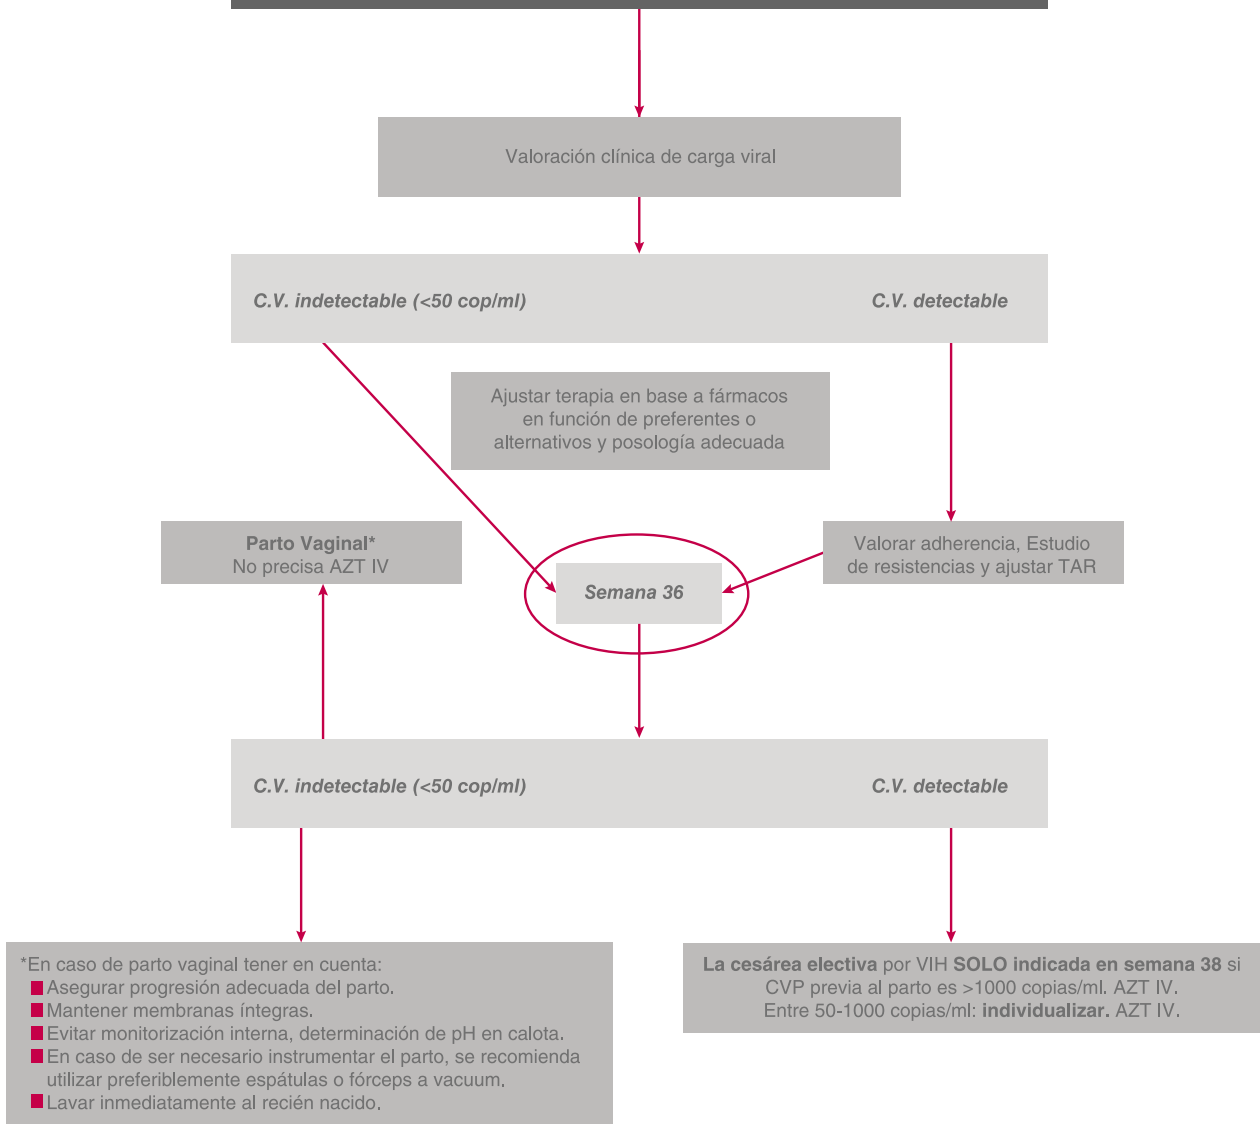 Valoración clínica de carga viral
C.V. indetectable (<50 cop/ml)
C.V. detectable
Ajustar terapia en base a fármacos
en función de preferentes o
alternativos y posología adecuada
Parto Vaginal*
No precisa AZT IV
Valorar adherencia, Estudio
de resistencias y ajustar TAR
Semana 36
C.V. indetectable (<50 cop/ml)
C.V. detectable
*En caso de parto vaginal tener en cuenta:
Asegurar progresión adecuada del parto.
Mantener membranas íntegras.
Evitar monitorización interna, determinación de pH en calota.
En caso de ser necesario instrumentar el parto, se recomienda
utilizar preferiblemente espátulas o fórceps a vacuum.
Lavar inmediatamente al recién nacido.
La cesárea electiva por VIH SOLO indicada en semana 38 si
CVP previa al parto es >1000 copias/ml. AZT IV.
Entre 50-1000 copias/ml: individualizar. AZT IV.